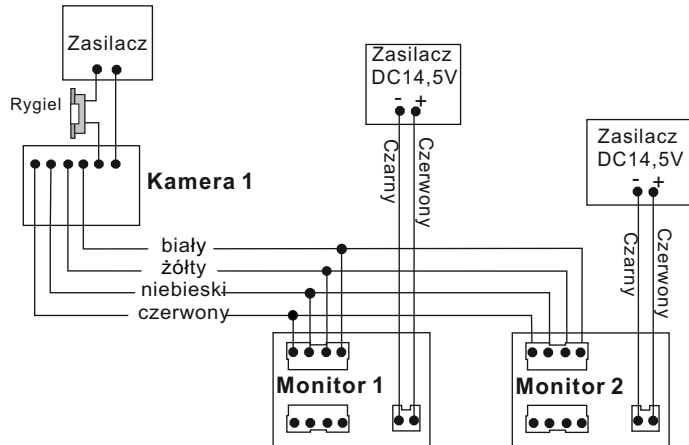 Zasilacz
Rygiel
Kamera 1
Zasilacz
DC14,5V
- +
Czarny
Czerwony
Zasilacz
DC14,5V
- +
Czarny
Czerwony
biały
żółty
niebieski
czerwony
Monitor 1
Monitor 2